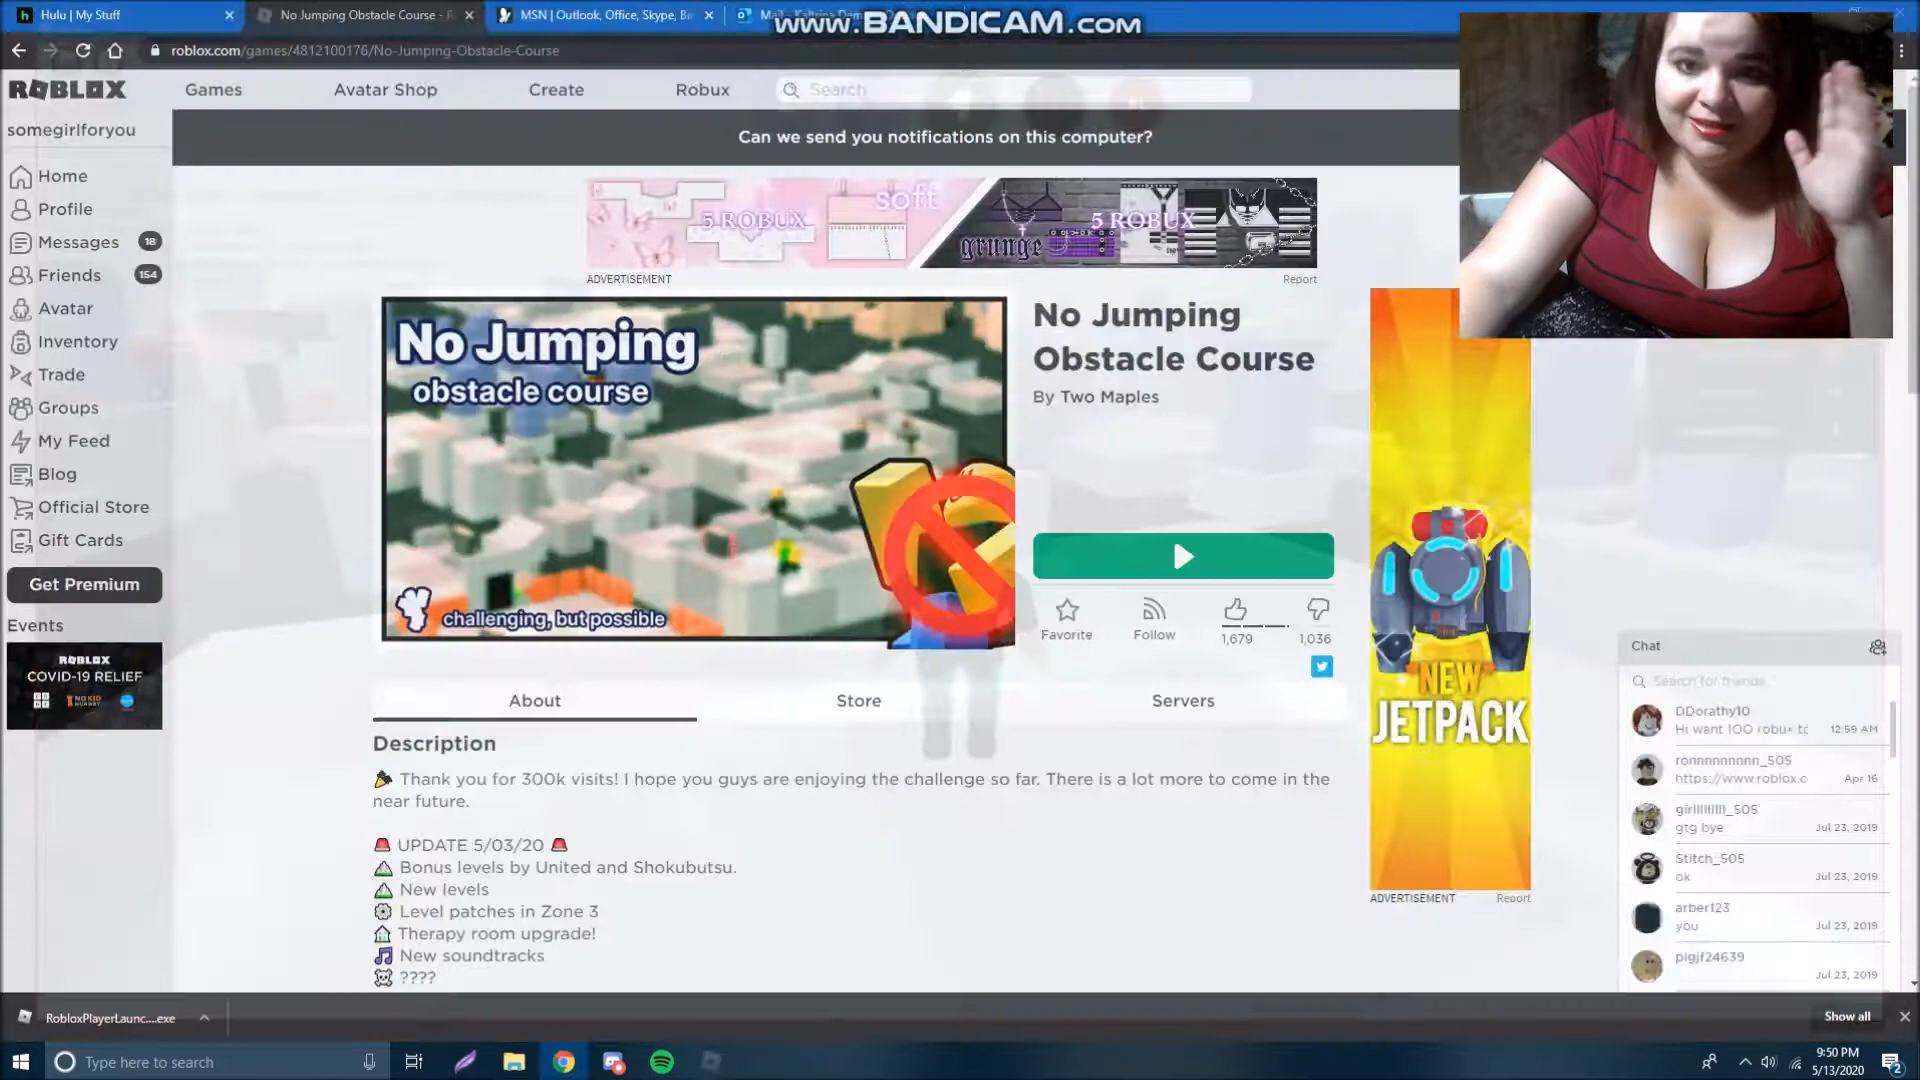 Hulu | My Stuff
No Jumping Obstacle Course - R
MSN | Outlook, Office, Skype, Bi
www.BANDICAM.com
roblox.com/games/4812100176/No-Jumping-Obstacle-Course
ROBLOX
Games
Avatar Shop
Create
Robux
Search
somegirlforyou
Can we send you notifications on this computer?
Home
Profile
Messages 18
Friends 154
Avatar
Inventory
Trade
Groups
My Feed
Blog
Official Store
Gift Cards
Get Premium
Events
ROBLOX
COVID-19 RELIEF
NO KID
HUNGRY
soft
5 ROBUX
grunge
5 ROBUX
ADVERTISEMENT
Report
No Jumping
obstacle course
challenging, but possible
No Jumping
Obstacle Course
By Two Maples
Favorite
Follow
1,679
1,036
About
Store
Servers
Description
Thank you for 300k visits! I hope you guys are enjoying the challenge so far. There is a lot more to come in the
near future.
UPDATE 5/03/20
Bonus levels by United and Shokubutsu.
New levels
Level patches in Zone 3
Therapy room upgrade!
New soundtracks
????
NEW
JETPACK
ADVERTISEMENT
Report
Chat
Search for friends
DDorathy10
Hi want 100 robux to
12:59 AM
https://www.roblox.c
Apr 16
gtg bye
Jul 23, 2019
Stitch_505
ok
Jul 23, 2019
arber123
you
Jul 23, 2019
pigjf24639
Jul 23, 2019
RobloxPlayerLaunc....exe
Show all
Type here to search
9:50 PM
5/13/2020
2